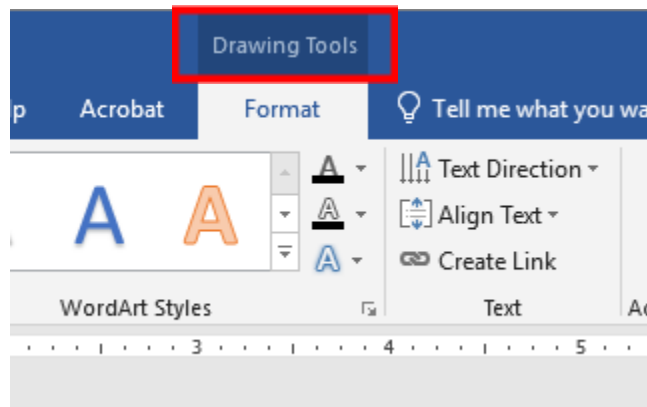 Drawing Tools
Acrobat Format Tell me what you
Text Direction
Align Text
Create Link
WordArt Styles Text
3 4 5